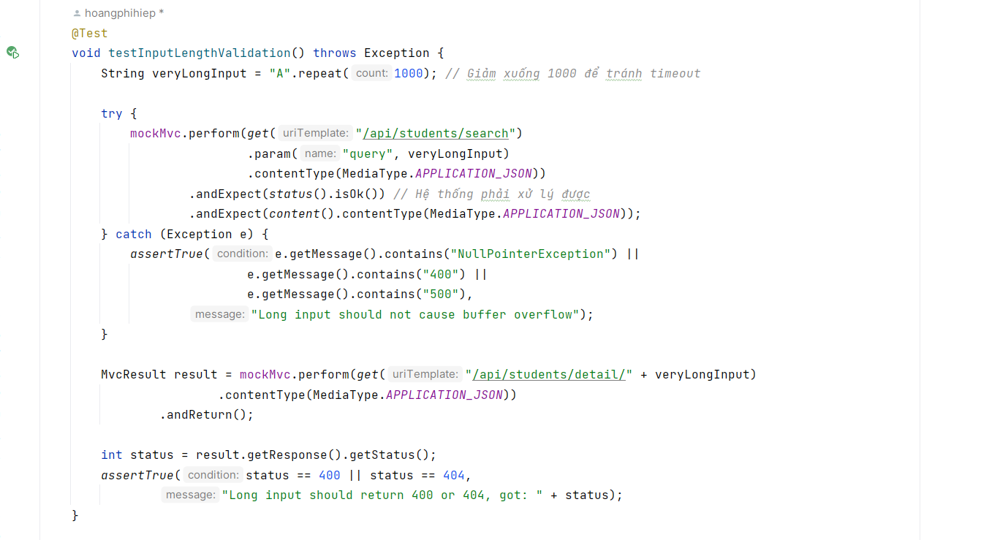 hoangphihiep *
@Test
void testInputLengthValidation() throws Exception {
String veryLongInput = "A".repeat( count: 1000); // Giảm xuống 1000 để tránh timeout
try {
mockMvc.perform(get( uriTemplate: "/api/students/search")
.param( name: "query", veryLongInput)
.contentType(MediaType.APPLICATION_JSON))
.andExpect(status().isOk()) // Hệ thống phải xử lý được
.andExpect(content().contentType(MediaType.APPLICATION_JSON));
} catch (Exception e) {
assertTrue( condition: e.getMessage().contains("NullPointerException") ||
e.getMessage().contains("400") ||
e.getMessage().contains("500"),
message: "Long input should not cause buffer overflow");
}
MvcResult result = mockMvc.perform(get( uriTemplate: "/api/students/detail/" + veryLongInput)
.contentType(MediaType.APPLICATION_JSON))
.andReturn();
int status = result.getResponse().getStatus();
assertTrue( condition: status == 400 || status == 404,
message: "Long input should return 400 or 404, got: " + status);
}